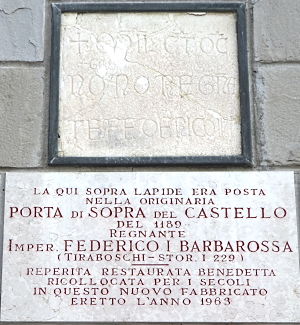 LA QUI SOPRA LAPIDE ERA POSTA
NELLA ORIGINARIA
PORTA di SOPRA DEL CASTELLO
DEL 1189
REGNANTE
IMPER. FEDERICO I BARBAROSSA
(TIRABOSCHI-STOR. I 229)
REPERITA RESTAURATA BENEDETTA
RICOLLOCATA PER I SECOLI
IN QUESTO NUOVO FABBRICATO
ERETTO L'ANNO 1963